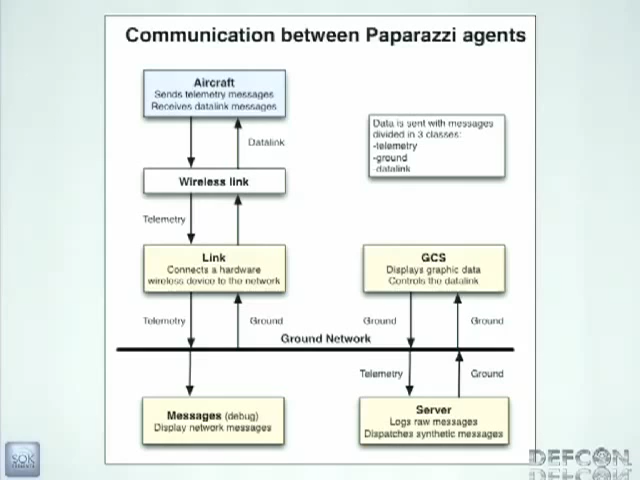 Communication between Paparazzi agents
Aircraft
Sends telemetry messages
Receives datalink messages
Data is sent with messages
divided in 3 classes:
-telemetry
-ground
-datalink
Datalink
Wireless link
Telemetry
Link
Connects a hardware
wireless device to the network
GCS
Displays graphic data
Controls the datalink
Telemetry
Ground
Ground
Ground
Ground Network
Telemetry
Ground
Messages (debug)
Display network messages
Server
Logs raw messages
Dispatches synthetic messages
SOK
DEFCON